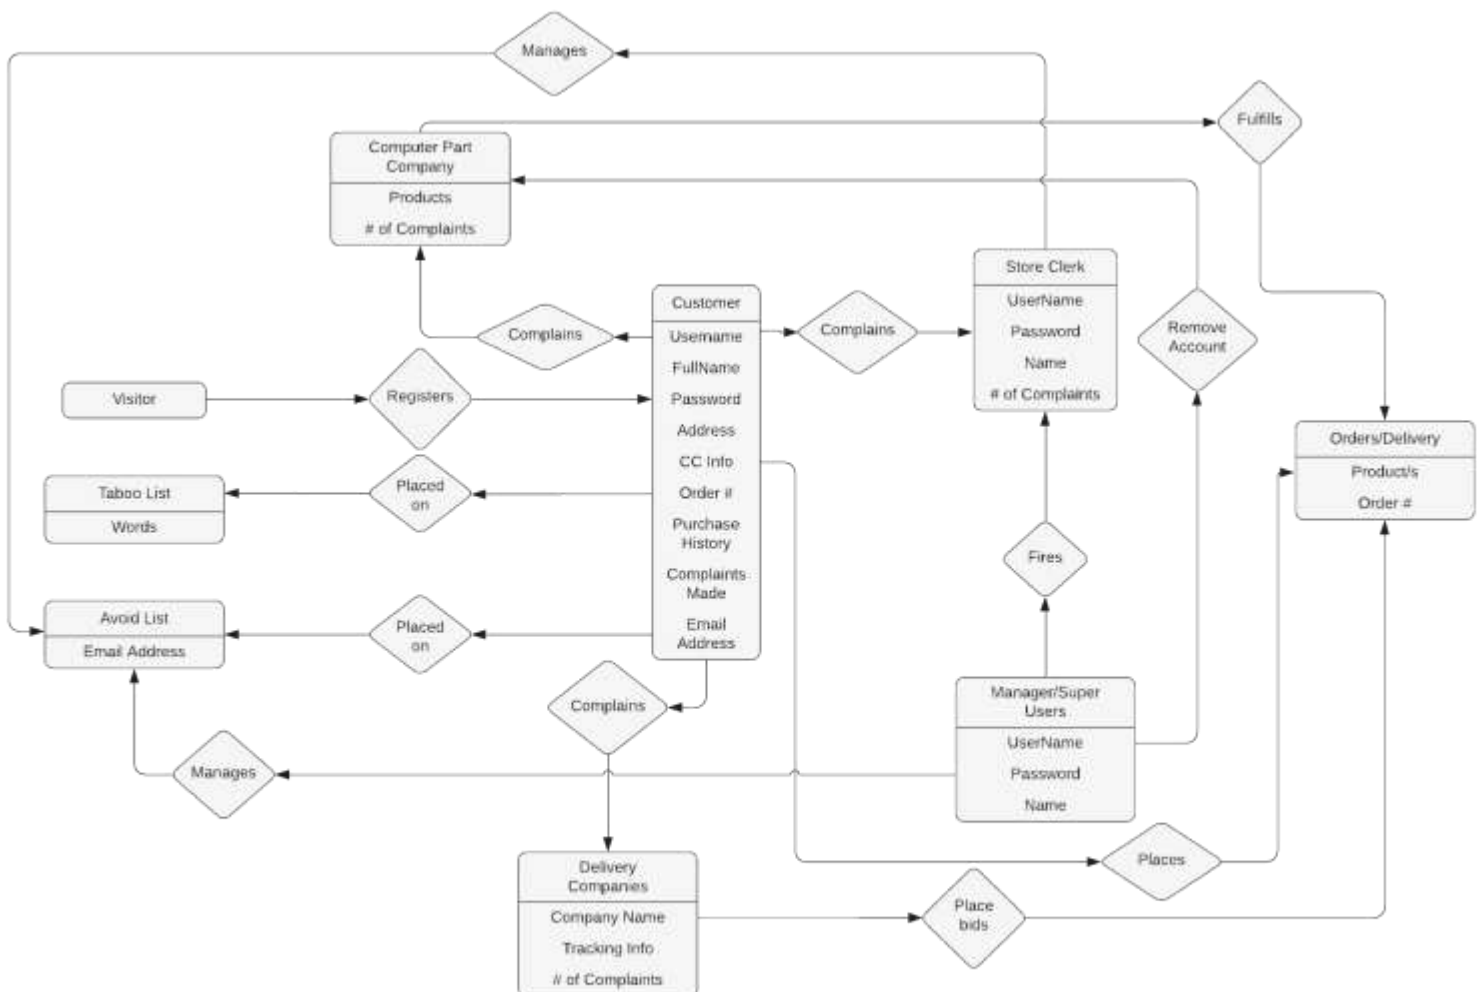 Manages
Fulfills
Computer Part
Company
Products
# of Complaints
Store Clerk
UserName
Password
Name
# of Complaints
Customer
Username
FullName
Password
Address
CC Info
Order #
Purchase
History
Complaints
Made
Email
Address
Complains
Complains
Remove
Account
Visitor
Registers
Orders/Delivery
Product/s
Order #
Taboo List
Words
Placed
on
Fires
Avoid List
Email Address
Placed
on
Complains
Manager/Super
Users
UserName
Password
Name
Manages
Places
Delivery
Companies
Company Name
Tracking Info
# of Complaints
Place
bids